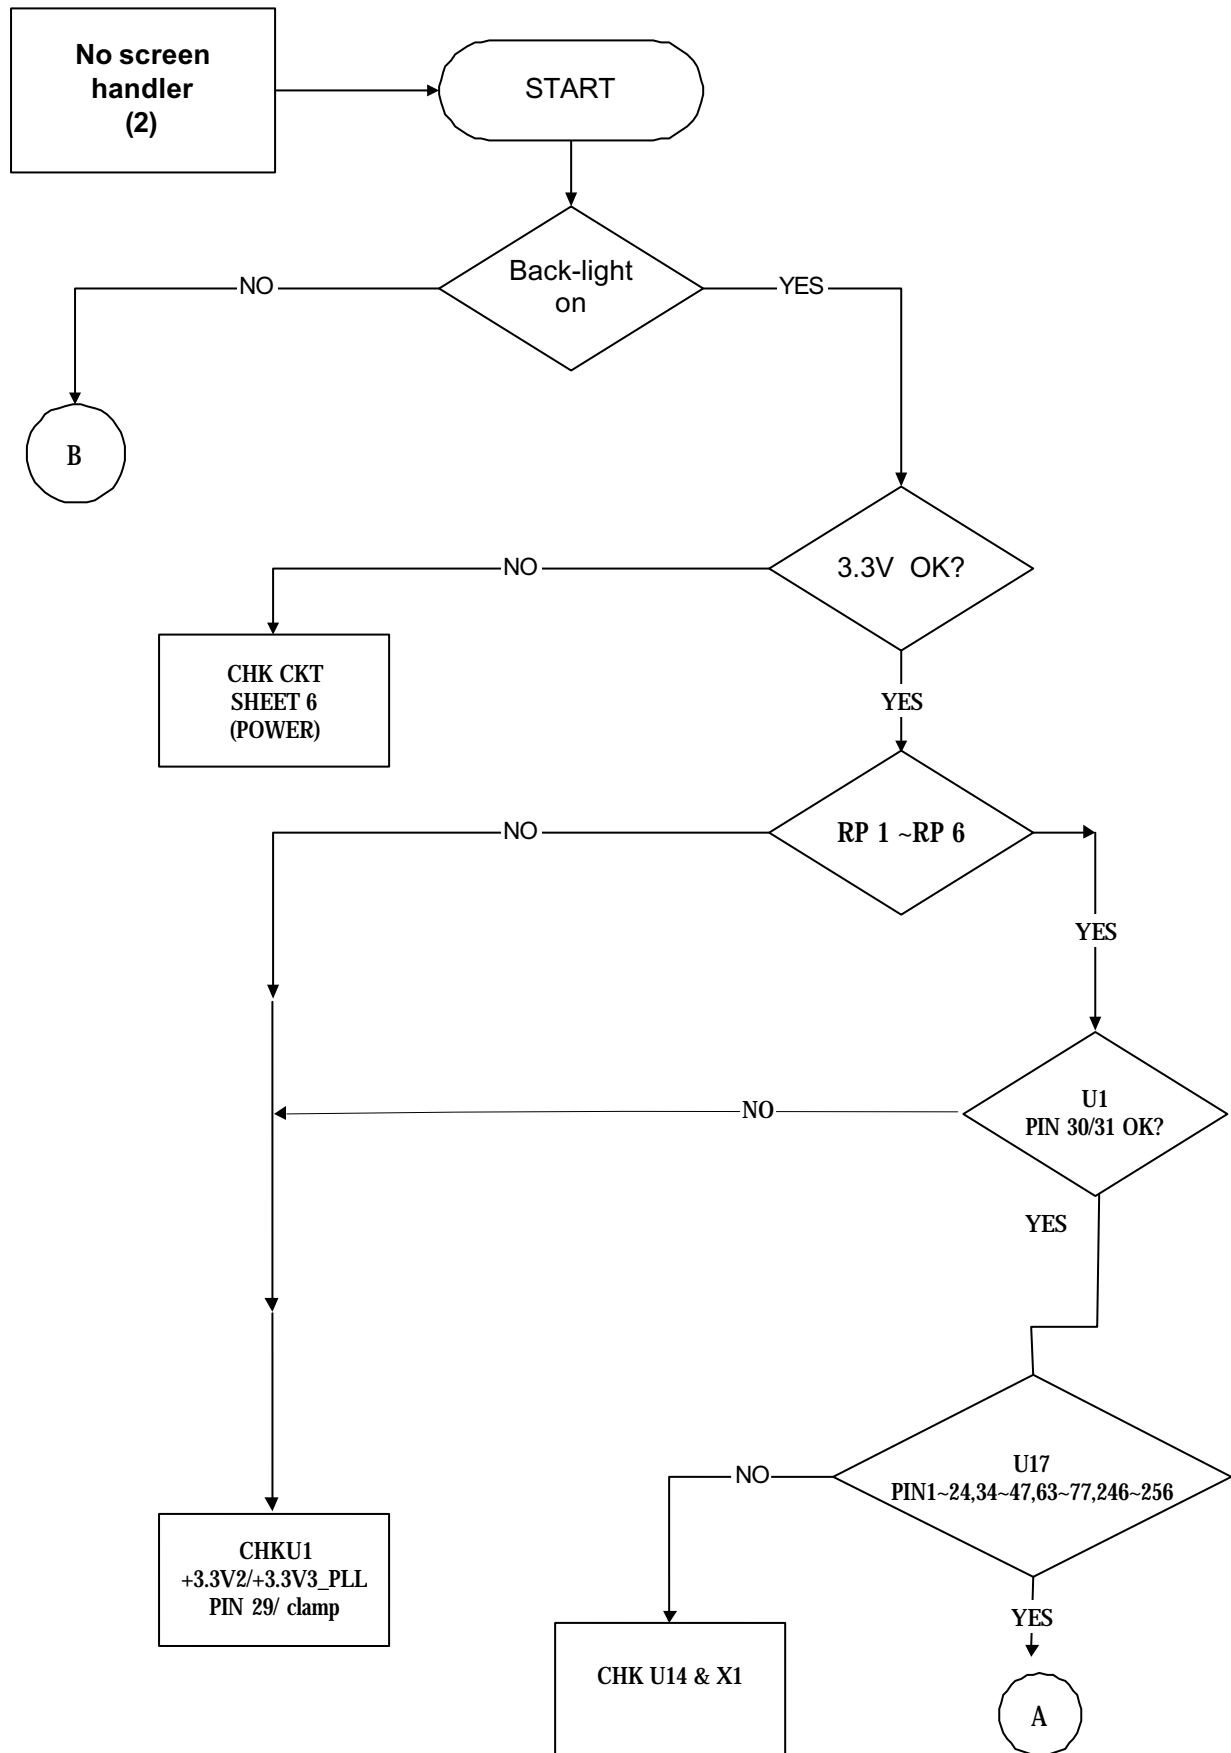 No screen
handler
(2)
START
Back-light
on
NO
YES
B
3.3V OK?
NO
CHK CKT
SHEET 6
(POWER)
YES
RP 1 ~RP 6
NO
YES
U1
PIN 30/31 OK?
NO
YES
U17
PIN1~24,34~47,63~77,246~256
NO
CHKU1
+3.3V2/+3.3V3_PLL
PIN 29/ clamp
YES
CHK U14 & X1
A